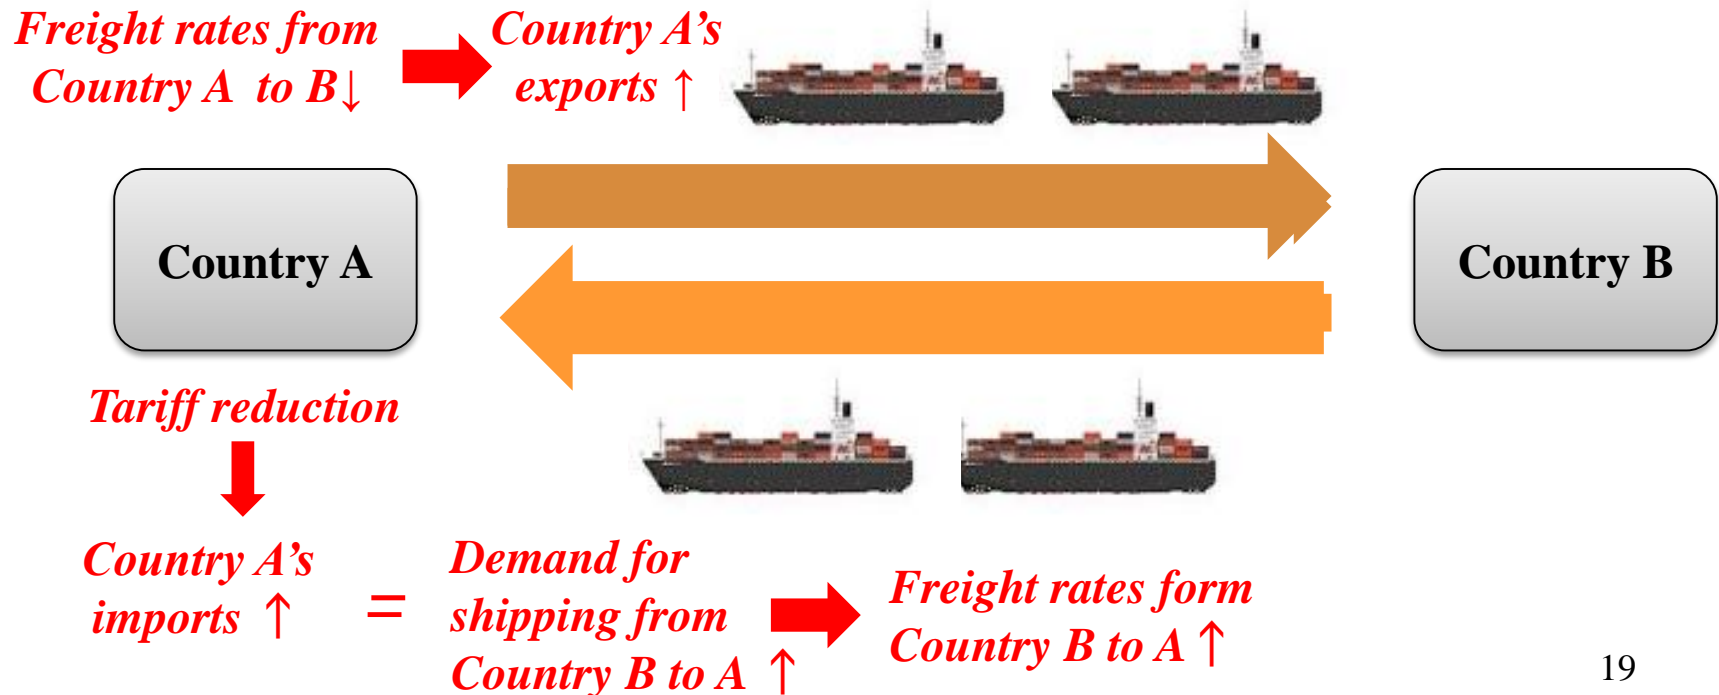 Freight rates from
Country A to B↓
Country A’s
exports ↑
Country A
Country B
Tariff reduction
Country A’s
imports ↑
=
Demand for
shipping from
Country B to A ↑
Freight rates form
Country B to A ↑
19